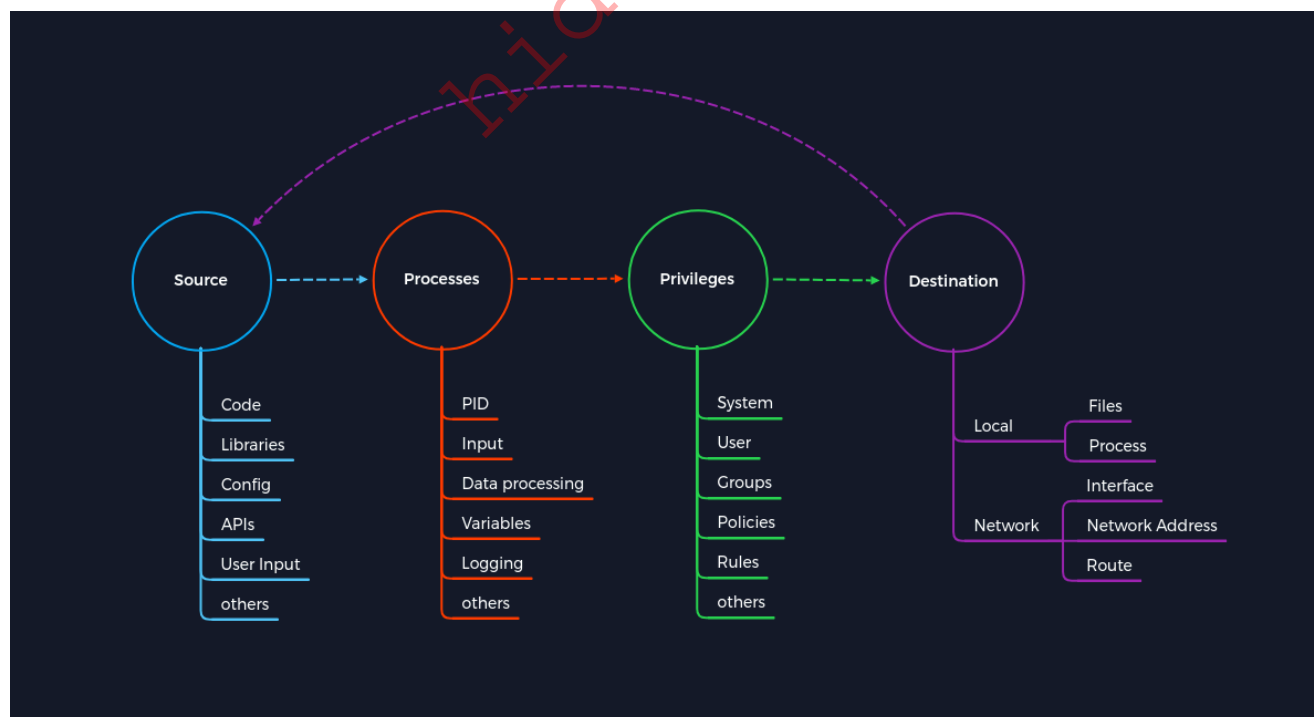 Source
Processes
Privileges
Destination
Code
Libraries
Config
APIs
User Input
others
PID
Input
Data processing
Variables
Logging
others
System
User
Groups
Policies
Rules
others
Local
Files
Process
Network
Interface
Network Address
Route